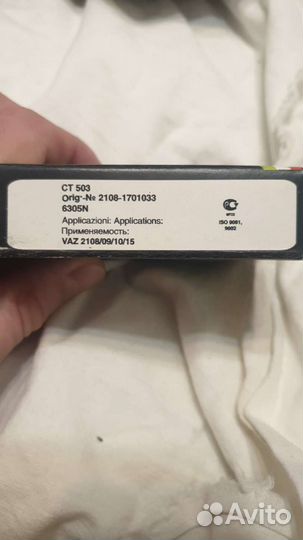 CT 503
Orig.-№ 2108-1701033
6305N
Applicazioni: Applications:
Применяемость:
VAZ 2108/09/10/15
ISO 9001,
9002
Avito